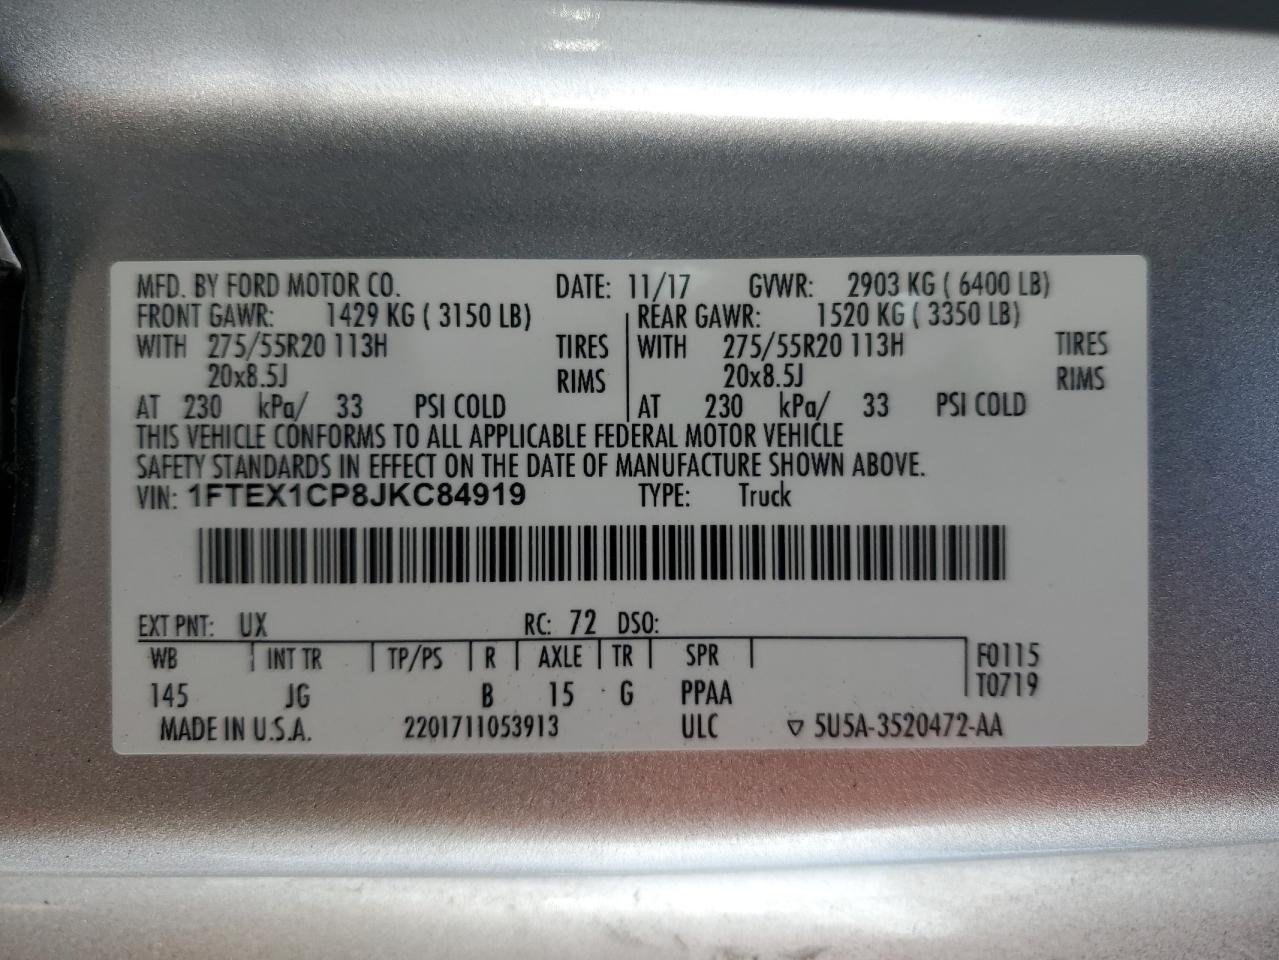 MFD. BY FORD MOTOR CO. DATE: 11/17 GVWR: 2903 KG ( 6400 LB)
FRONT GAWR: 1429 KG ( 3150 LB) REAR GAWR: 1520 KG ( 3350 LB)
WITH 275/55R20 113H TIRES WITH 275/55R20 113H TIRES
20x8.5J RIMS 20x8.5J RIMS
AT 230 kPa/ 33 PSI COLD AT 230 kPa/ 33 PSI COLD
THIS VEHICLE CONFORMS TO ALL APPLICABLE FEDERAL MOTOR VEHICLE
SAFETY STANDARDS IN EFFECT ON THE DATE OF MANUFACTURE SHOWN ABOVE.
VIN: 1FTEX1CP8JKC84919 TYPE: Truck
EXT PNT: UX RC: 72 DSO:
WB INT TR TP/PS R AXLE TR SPR F0115
145 JG B 15 G PPAA T0719
MADE IN U.S.A. 2201711053913 ULC ▽ 5U5A-3520472-AA